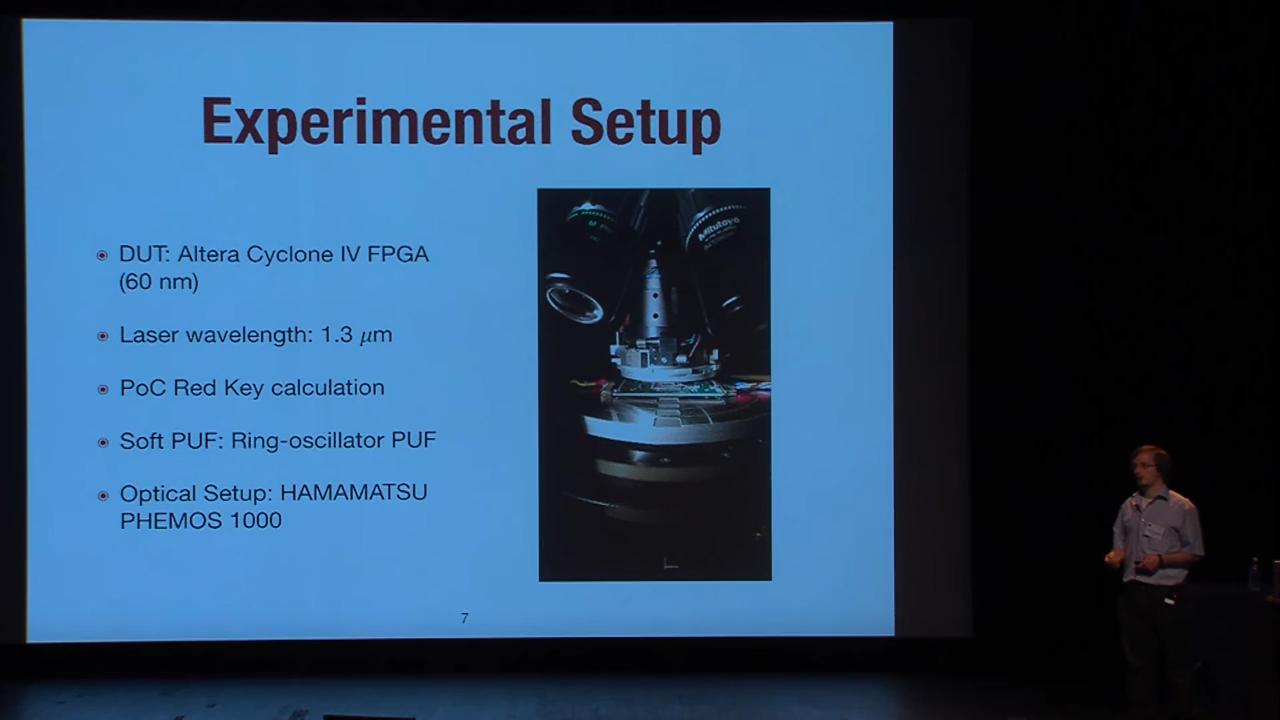 Experimental Setup
DUT: Altera Cyclone IV FPGA
(60 nm)
Laser wavelength: 1.3 μm
PoC Red Key calculation
Soft PUF: Ring-oscillator PUF
Optical Setup: HAMAMATSU
PHEMOS 1000
Mitutoyo
7